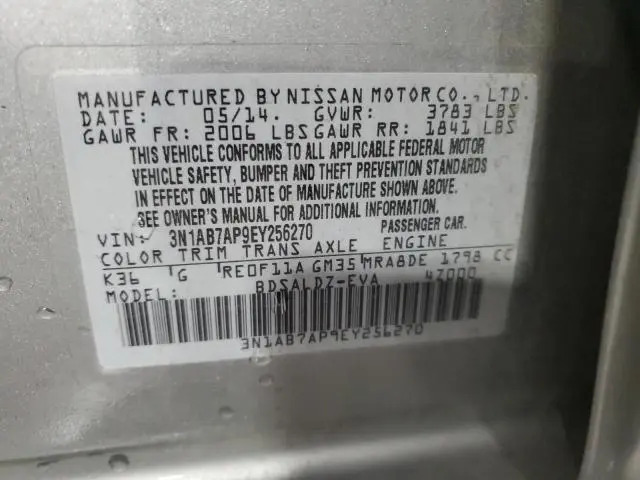 MANUFACTURED BY NISSAN MOTOR CO., LTD.
DATE: 05/14. GVWR: 3783 LBS
GAWR FR: 2006 LBS GAWR RR: 1841 LBS
THIS VEHICLE CONFORMS TO ALL APPLICABLE FEDERAL MOTOR
VEHICLE SAFETY, BUMPER AND THEFT PREVENTION STANDARDS
IN EFFECT ON THE DATE OF MANUFACTURE SHOWN ABOVE.
SEE OWNER'S MANUAL FOR ADDITIONAL INFORMATION.
VIN: 3N1AB7AP9EY256270 PASSENGER CAR.
COLOR TRIM TRANS AXLE ENGINE
K36 G RE0F11A GM35 MRA8DE 1798 CC
MODEL: BDSALDZ-EVA 47000
3N1AB7AP9EY256270